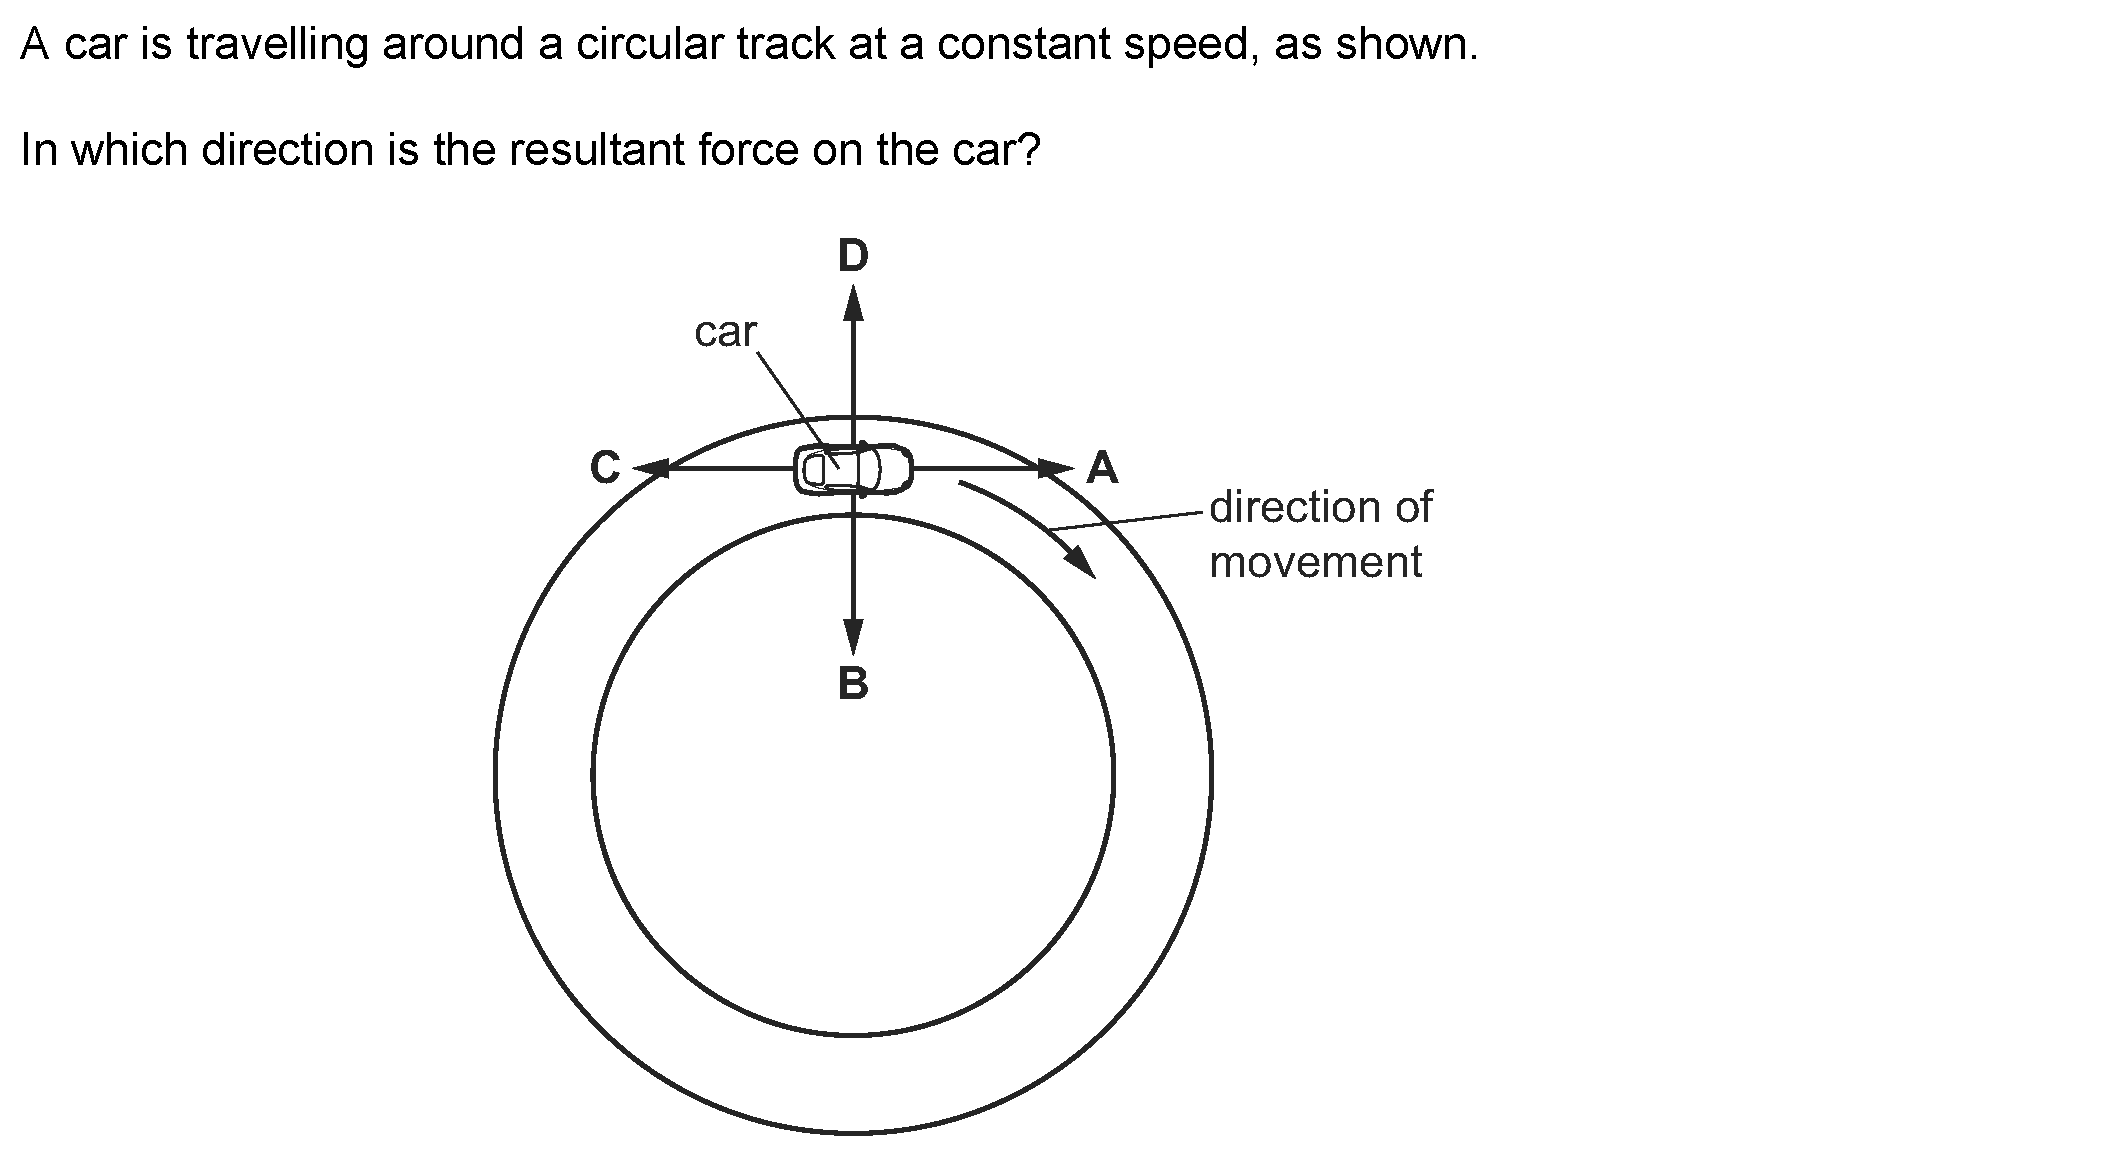 A car is travelling around a circular track at a constant speed, as shown.
In which direction is the resultant force on the car?
D
car
C
A
direction of
movement
B